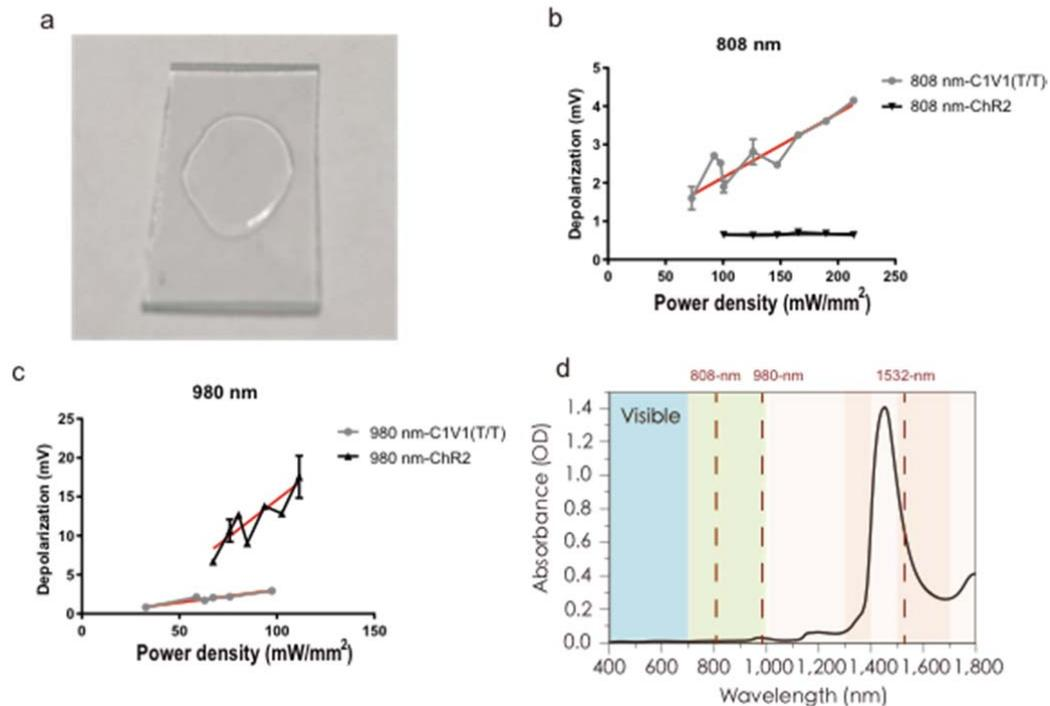 a
b
808 nm
Depolarization (mV)
5
4
3
2
1
0
0 50 100 150 200 250
Power density (mW/mm²)
808 nm-C1V1(T/T)
808 nm-ChR2
c
980 nm
Depolarization (mV)
25
20
15
10
5
0
0 50 100 150
Power density (mW/mm²)
980 nm-C1V1(T/T)
980 nm-ChR2
d
808-nm 980-nm 1532-nm
Visible
Absorbance (OD)
1.4
1.2
1.0
0.8
0.6
0.4
0.2
0.0
400 600 800 1,000 1,200 1,400 1,600 1,800
Wavelength (nm)